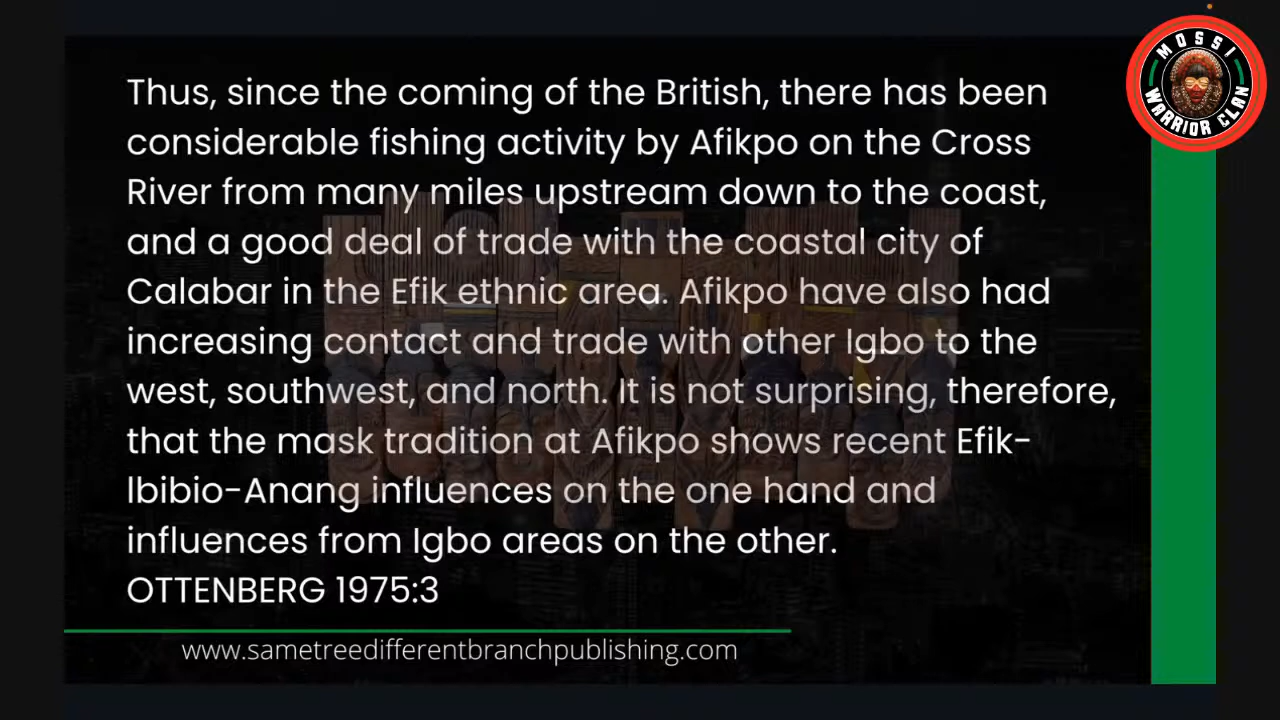 MOSSI
WARRIOR CLAN
Thus, since the coming of the British, there has been
considerable fishing activity by Afikpo on the Cross
River from many miles upstream down to the coast,
and a good deal of trade with the coastal city of
Calabar in the Efik ethnic area. Afikpo have also had
increasing contact and trade with other Igbo to the
west, southwest, and north. It is not surprising, therefore,
that the mask tradition at Afikpo shows recent Efik-
Ibibio-Anang influences on the one hand and
influences from Igbo areas on the other.
OTTENBERG 1975:3
www.sametreedifferentbranchpublishing.com